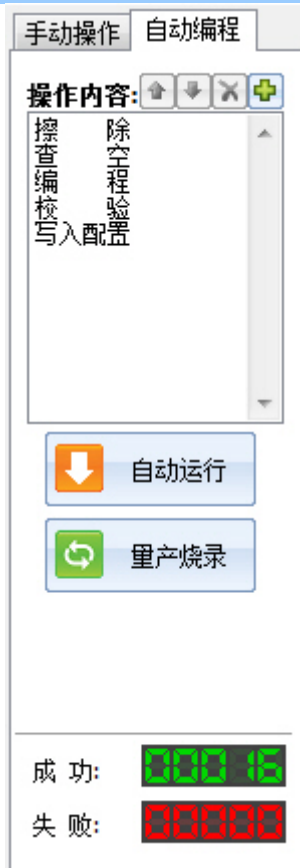 手动操作 自动编程
操作内容:
擦 除
查 空
编 程
校 验
写入配置
自动运行
量产烧录
成 功: 00016
失 败: 00000